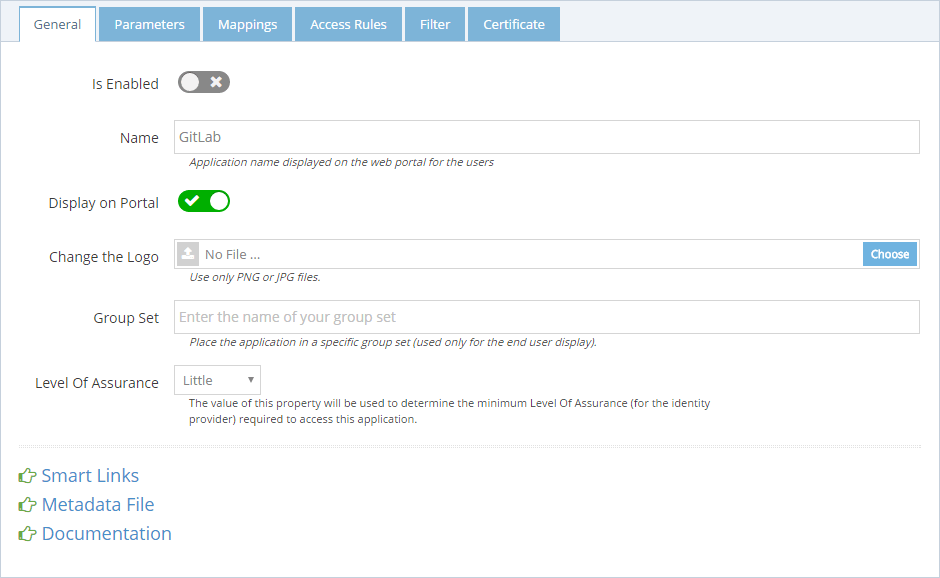 General Parameters Mappings Access Rules Filter Certificate
Is Enabled
Name GitLab
Application name displayed on the web portal for the users
Display on Portal
Change the Logo No File ... Choose
Use only PNG or JPG files.
Group Set Enter the name of your group set
Place the application in a specific group set (used only for the end user display).
Level Of Assurance Little
The value of this property will be used to determine the minimum Level Of Assurance (for the identity
provider) required to access this application.
Smart Links
Metadata File
Documentation